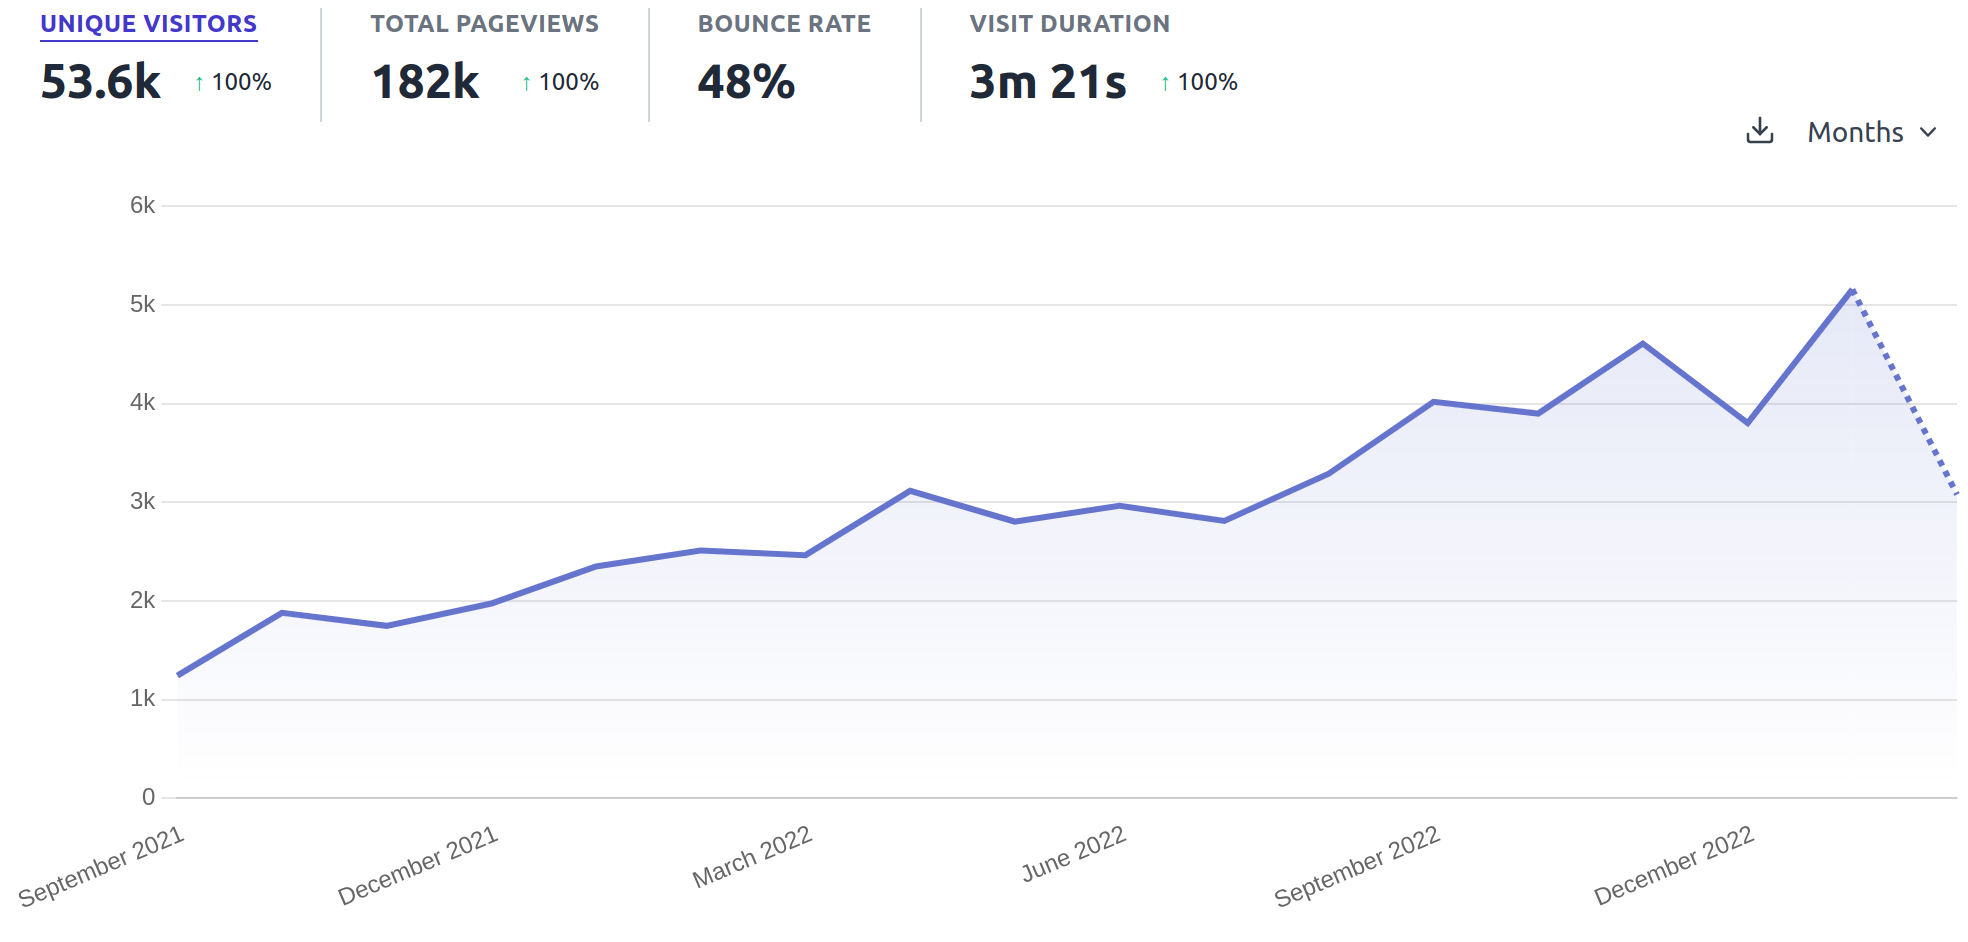 UNIQUE VISITORS
53.6k ↑ 100%
TOTAL PAGEVIEWS
182k ↑ 100%
BOUNCE RATE
48%
VISIT DURATION
3m 21s ↑ 100%
Months
6k
5k
4k
3k
2k
1k
0
September 2021
December 2021
March 2022
June 2022
September 2022
December 2022